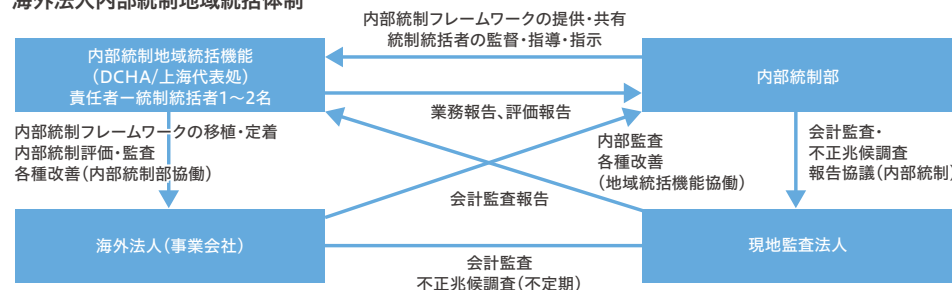 海外法人内部統制地域統括体制
内部統制フレームワークの提供・共有
統制統括者の監督・指導・指示
内部統制地域統括機能
（DCHA/上海代表処）
責任者ー統制統括者1～2名
内部統制部
業務報告、評価報告
内部統制フレームワークの移植・定着
内部統制評価・監査
各種改善（内部統制部協働）
内部監査
各種改善
（地域統括機能協働）
会計監査・
不正兆候調査
報告協議（内部統制）
会計監査報告
海外法人（事業会社）
現地監査法人
会計監査
不正兆候調査（不定期）